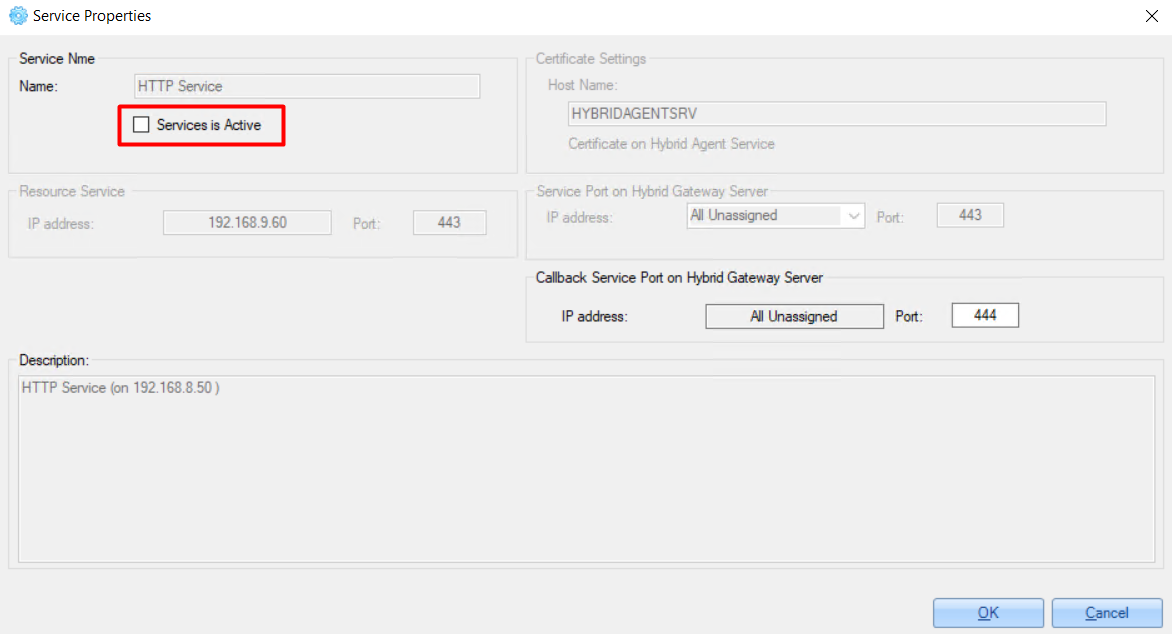 Service Properties
Service Nme
Name:
HTTP Service
Services is Active
Certificate Settings
Host Name:
HYBRIDAGENTSRV
Certificate on Hybrid Agent Service
Resource Service
IP address:
192.168.9.60
Port:
443
Service Port on Hybrid Gateway Server
IP address:
All Unassigned
Port:
443
Callback Service Port on Hybrid Gateway Server
IP address:
All Unassigned
Port:
444
Description:
HTTP Service (on 192.168.8.50 )
OK
Cancel